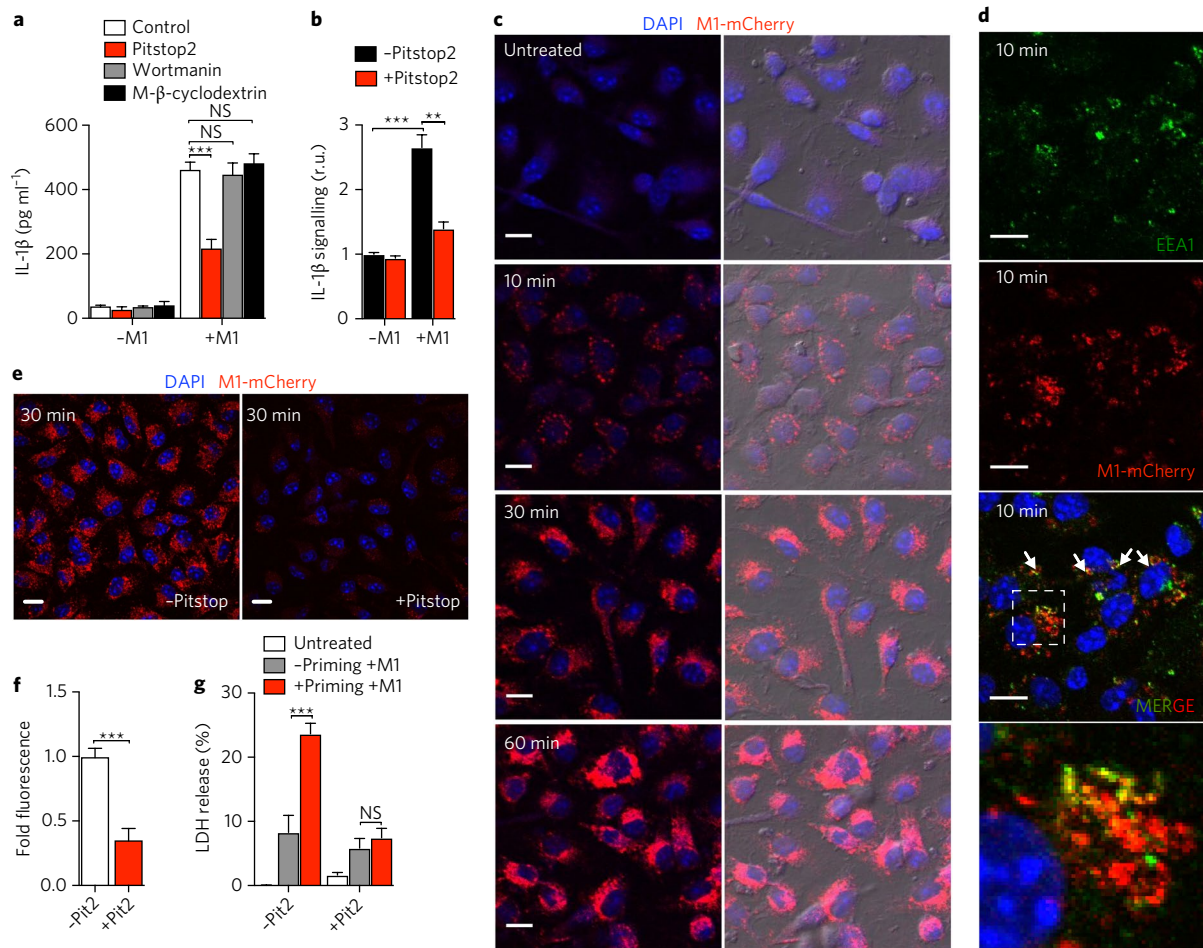 a
Control
Pitstop2
Wortmanin
M-β-cyclodextrin
IL-1β (pg ml⁻¹)
600
400
200
0
NS
NS
***
–M1
+M1
b
–Pitstop2
+Pitstop2
IL-1β signalling (r.u.)
3
2
1
0
***
**
–M1
+M1
c
DAPI M1-mCherry
Untreated
10 min
30 min
60 min
d
10 min
EEA1
10 min
M1-mCherry
10 min
MERGE
e
DAPI M1-mCherry
30 min
–Pitstop
30 min
+Pitstop
f
Fold fluorescence
1.5
1.0
0.5
0.0
***
–Pit2
+Pit2
g
Untreated
–Priming +M1
+Priming +M1
LDH release (%)
30
20
10
0
***
NS
–Pit2
+Pit2